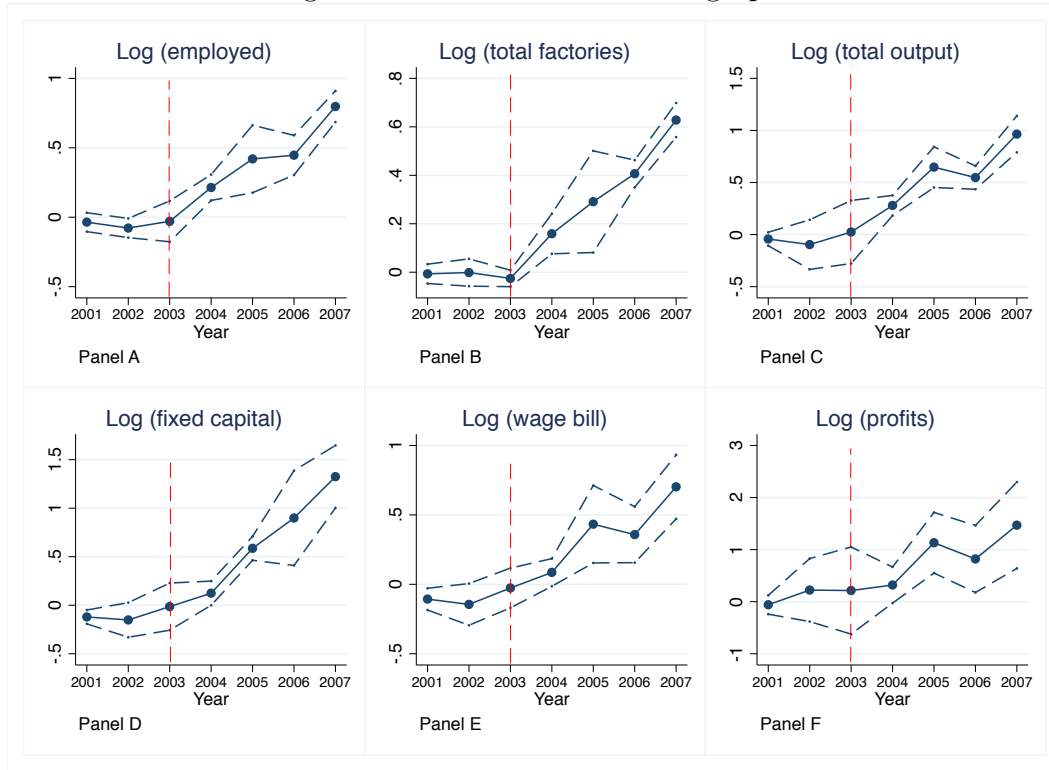 Log (employed)
1
.5
0
-.5
2001 2002 2003 2004 2005 2006 2007
Year
Panel A
Log (total factories)
.8
.6
.4
.2
0
2001 2002 2003 2004 2005 2006 2007
Year
Panel B
Log (total output)
1.5
1
.5
0
-.5
2001 2002 2003 2004 2005 2006 2007
Year
Panel C
Log (fixed capital)
1.5
1
.5
0
-.5
2001 2002 2003 2004 2005 2006 2007
Year
Panel D
Log (wage bill)
1
.5
0
-.5
2001 2002 2003 2004 2005 2006 2007
Year
Panel E
Log (profits)
3
2
1
0
-1
2001 2002 2003 2004 2005 2006 2007
Year
Panel F